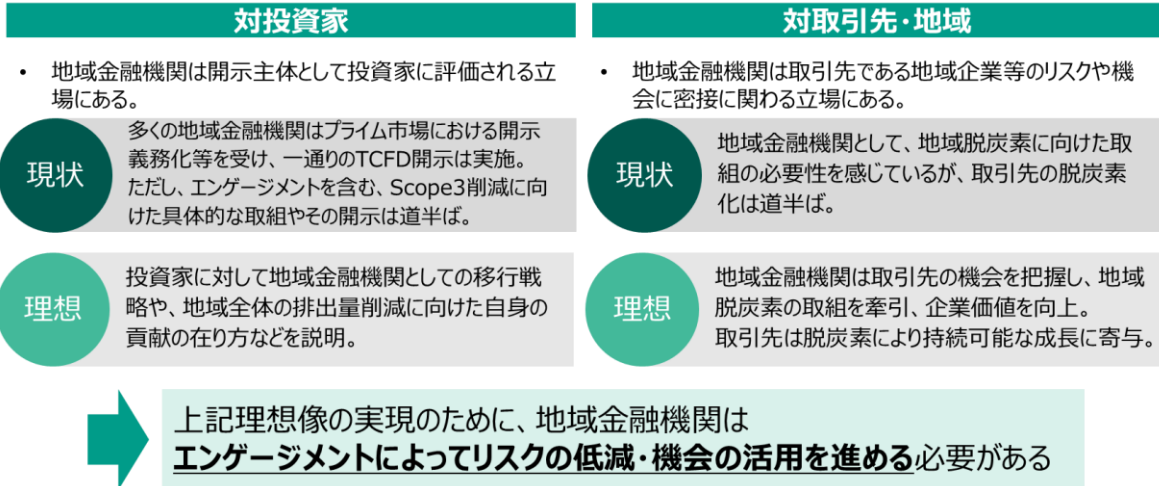 対投資家
• 地域金融機関は開示主体として投資家に評価される立
場にある。
現状
多くの地域金融機関はプライム市場における開示
義務化等を受け、一通りのTCFD開示は実施。
ただし、エンゲージメントを含む、Scope3削減に向
けた具体的な取組やその開示は道半ば。
理想
投資家に対して地域金融機関としての移行戦
略や、地域全体の排出量削減に向けた自身の
貢献の在り方などを説明。
対取引先・地域
• 地域金融機関は取引先である地域企業等のリスクや機
会に密接に関わる立場にある。
現状
地域金融機関として、地域脱炭素に向けた取
組の必要性を感じているが、取引先の脱炭素
化は道半ば。
理想
地域金融機関は取引先の機会を把握し、地域
脱炭素の取組を牽引、企業価値を向上。
取引先は脱炭素により持続可能な成長に寄与。
上記理想像の実現のために、地域金融機関は
エンゲージメントによってリスクの低減・機会の活用を進める必要がある